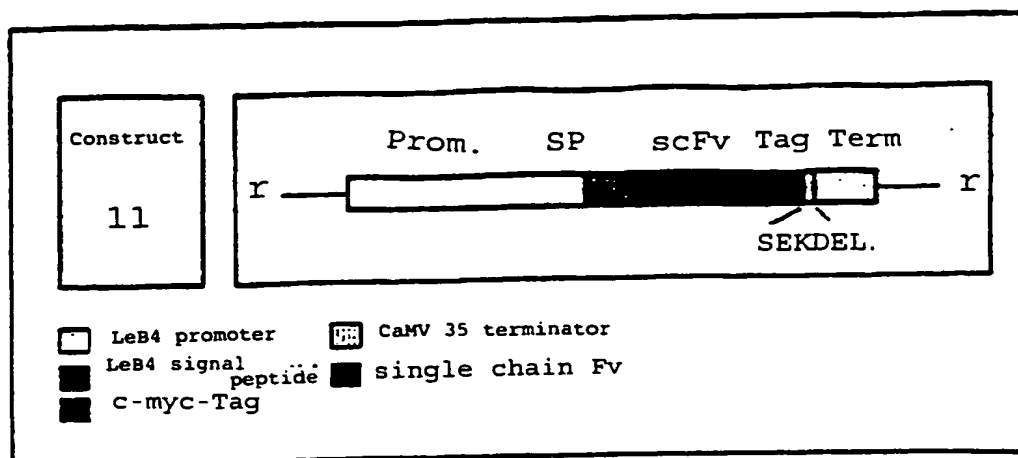 Construct
11
Prom. SP scFv Tag Term
r r
SEKDEL.
LeB4 promoter CaMV 35 terminator
LeB4 signal peptide single chain Fv
c-myc-Tag